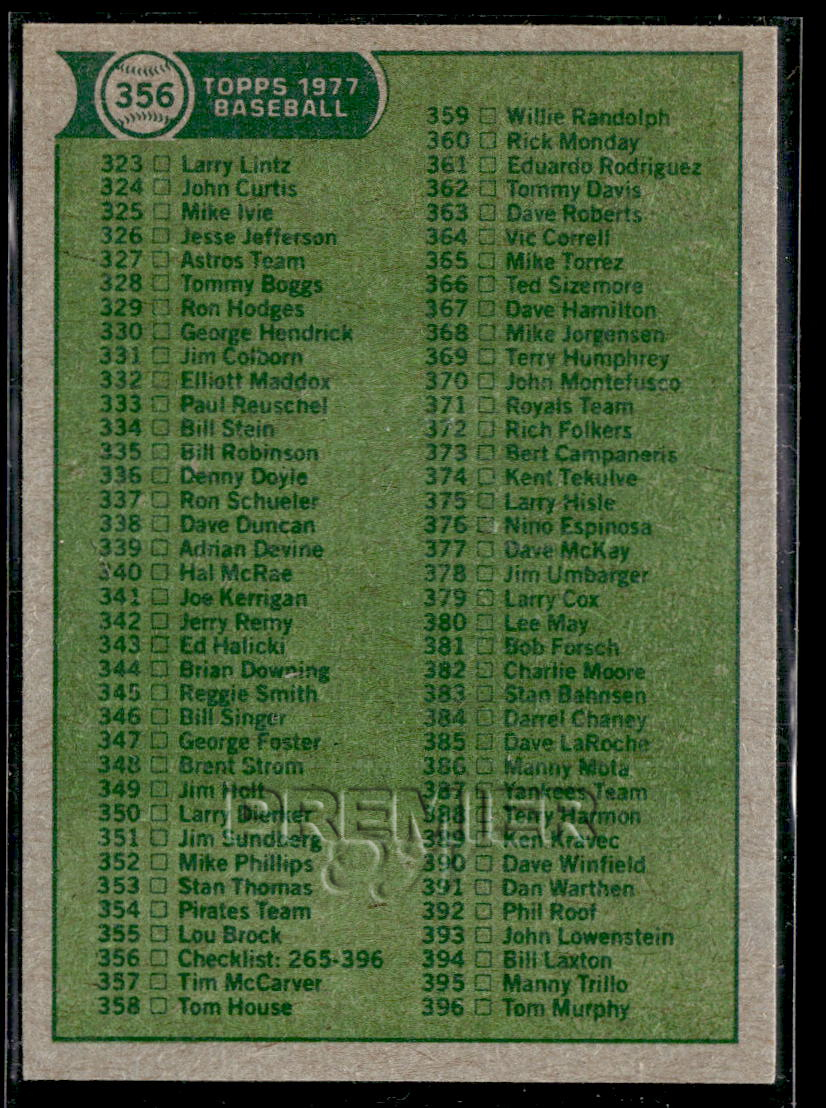 356
TOPPS 1977
BASEBALL
323 Larry Lintz
324 John Curtis
325 Mike Ivie
326 Jesse Jefferson
327 Astros Team
328 Tommy Boggs
329 Ron Hodges
330 George Hendrick
331 Jim Colborn
332 Elliott Maddox
333 Paul Reuschel
334 Bill Stein
335 Bill Robinson
336 Denny Doyle
337 Ron Schueler
338 Dave Duncan
339 Adrian Devine
340 Hal McRae
341 Joe Kerrigan
342 Jerry Remy
343 Ed Halicki
344 Brian Downing
345 Reggie Smith
346 Bill Singer
347 George Foster
348 Brent Strom
349 Jim Holt
350 Larry Dierker
351 Jim Sundberg
352 Mike Phillips
353 Stan Thomas
354 Pirates Team
355 Lou Brock
356 Checklist: 265-396
357 Tim McCarver
358 Tom House
359 Willie Randolph
360 Rick Monday
361 Eduardo Rodriguez
362 Tommy Davis
363 Dave Roberts
364 Vic Correll
365 Mike Torrez
366 Ted Sizemore
367 Dave Hamilton
368 Mike Jorgensen
369 Terry Humphrey
370 John Montefusco
371 Royals Team
372 Rich Folkers
373 Bert Campaneris
374 Kent Tekulve
375 Larry Hisle
376 Nino Espinosa
377 Dave McKay
378 Jim Umbarger
379 Larry Cox
380 Lee May
381 Bob Forsch
382 Charlie Moore
383 Stan Bahnsen
384 Darrel Chaney
385 Dave LaRoche
386 Manny Mota
387 Yankees Team
388 Terry Harmon
389 Ken Kravec
390 Dave Winfield
391 Dan Warthen
392 Phil Roof
393 John Lowenstein
394 Bill Laxton
395 Manny Trillo
396 Tom Murphy
PREMIER